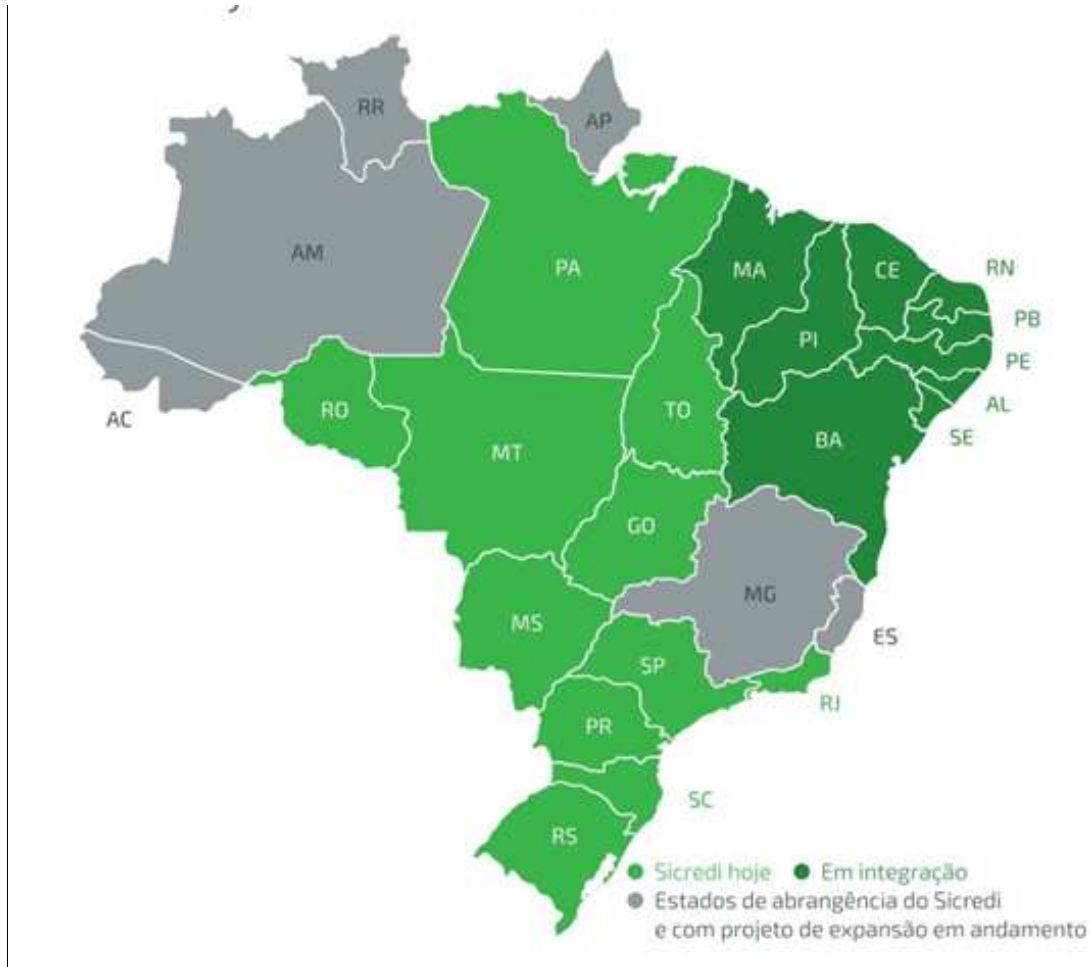 RR
AP
AM
PA
MA
CE
RN
PI
PB
PE
AC
RO
TO
AL
MT
BA
SE
GO
MG
MS
ES
SP
RJ
PR
SC
RS
Sicredi hoje Em integração
Estados de abrangência do Sicredi
e com projeto de expansão em andamento